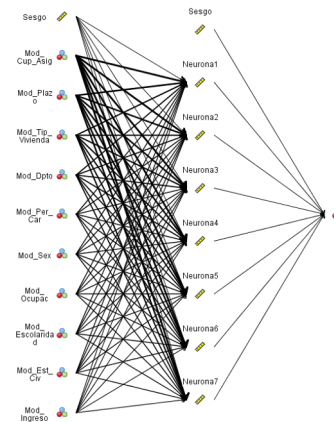 Sesgo
Mod_
Cup_Asig
Mod_Plaz
o
Mod_Tip_
Vivienda
Mod_Dpto
Mod_Per_
Car
Mod_Sex
Mod_
Ocupac
Mod_
Escolarida
d
Mod_Est_
Civ
Mod_
Ingreso
Sesgo
Neurona1
Neurona2
Neurona3
Neurona4
Neurona5
Neurona6
Neurona7